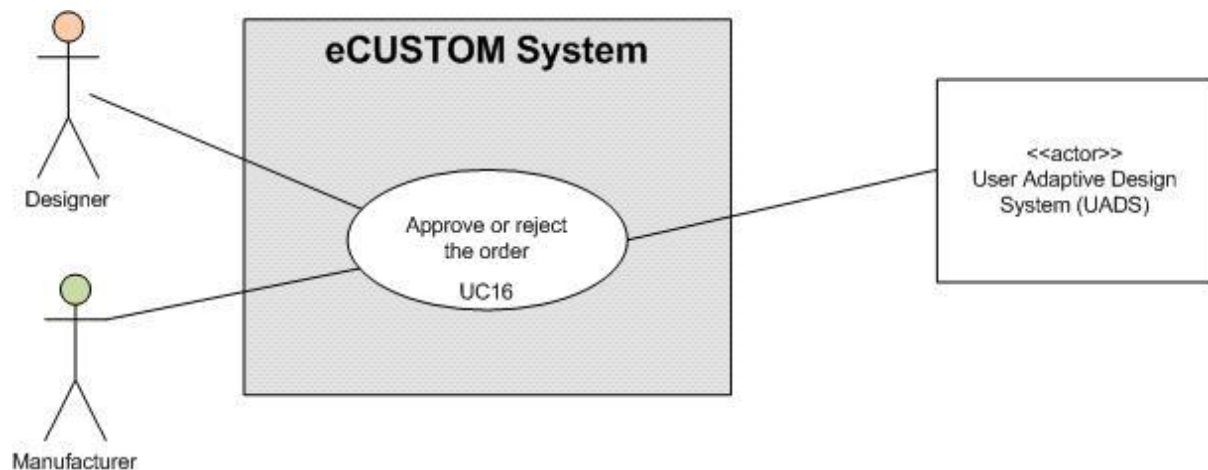 eCUSTOM System
Designer
Approve or reject
the order
UC16
<<actor>>
User Adaptive Design
System (UADS)
Manufacturer